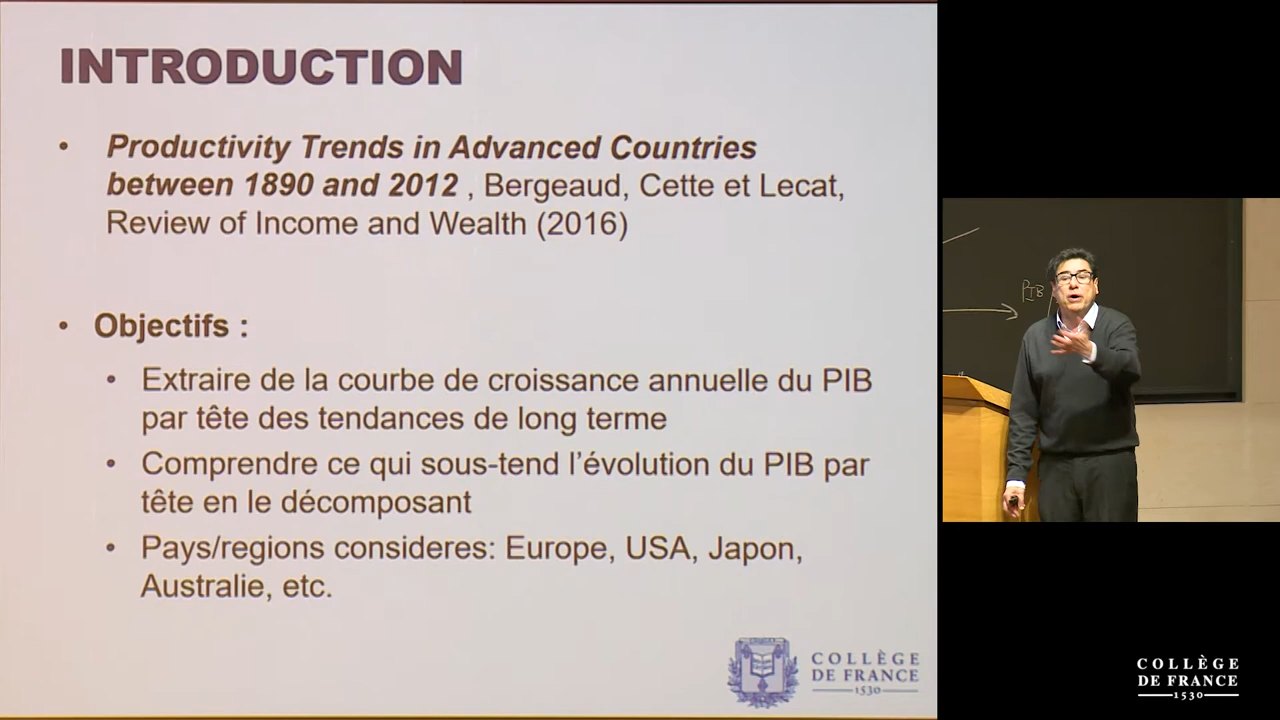 INTRODUCTION
• Productivity Trends in Advanced Countries
between 1890 and 2012 , Bergeaud, Cette et Lecat,
Review of Income and Wealth (2016)
• Objectifs :
• Extraire de la courbe de croissance annuelle du PIB
par tête des tendances de long terme
• Comprendre ce qui sous-tend l’évolution du PIB par
tête en le décomposant
• Pays/regions consideres: Europe, USA, Japon,
Australie, etc.
COLLÈGE
DE FRANCE
1530
PIB
COLLÈGE
DE FRANCE
1530